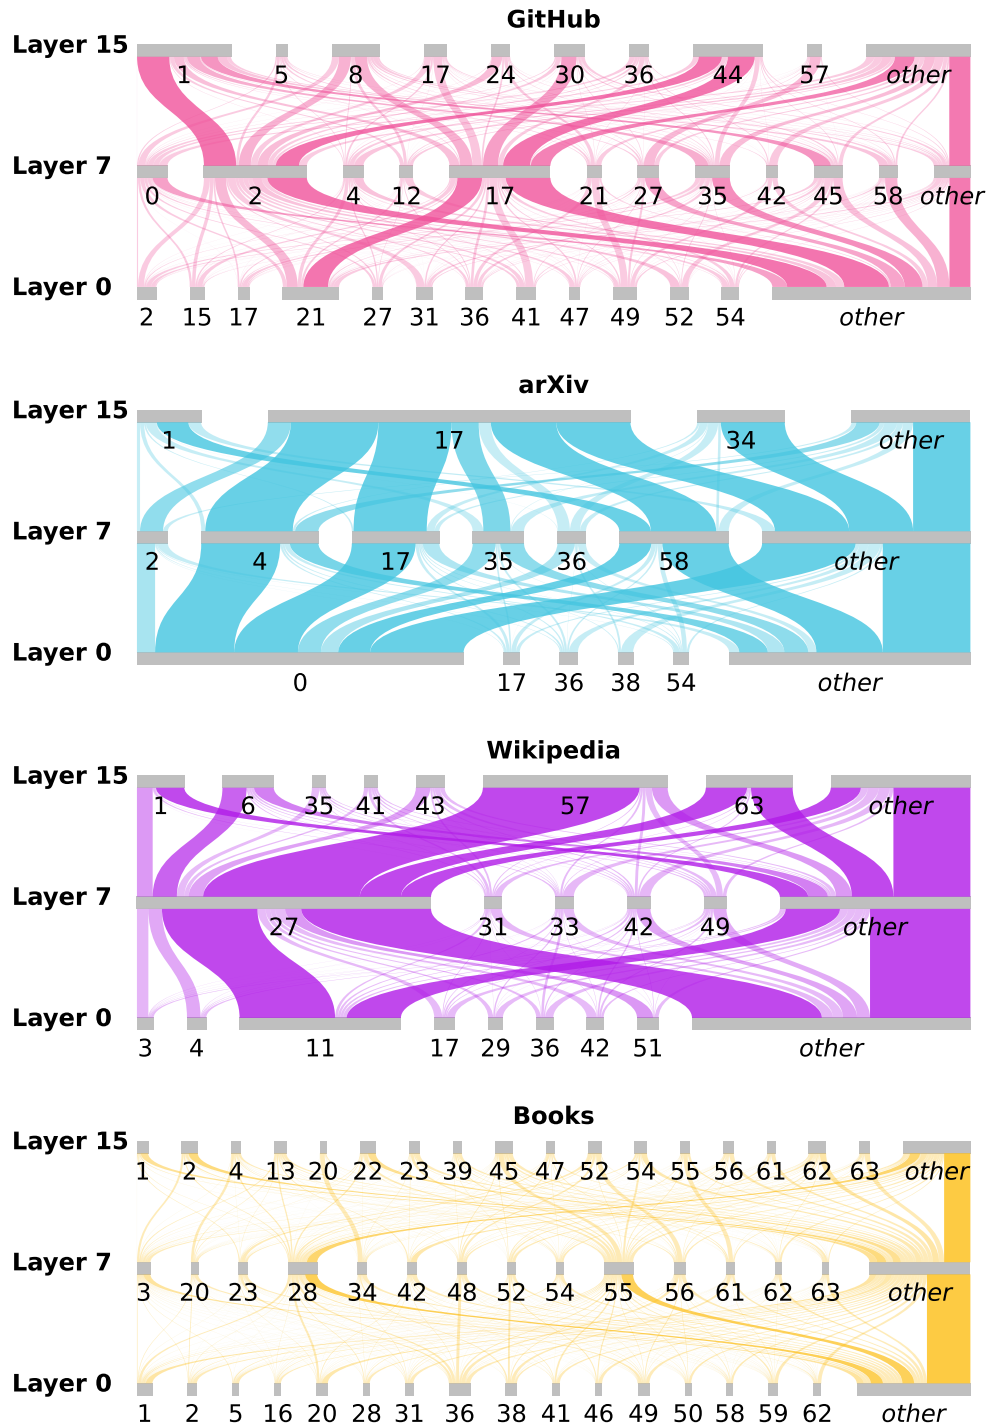 GitHub
Layer 15
1 5 8 17 24 30 36 44 57 other
Layer 7
0 2 4 12 17 21 27 35 42 45 58 other
Layer 0
2 15 17 21 27 31 36 41 47 49 52 54 other
arXiv
Layer 15
1 17 34 other
Layer 7
2 4 17 35 36 58 other
Layer 0
0 17 36 38 54 other
Wikipedia
Layer 15
1 6 35 41 43 57 63 other
Layer 7
27 31 33 42 49 other
Layer 0
3 4 11 17 29 36 42 51 other
Books
Layer 15
1 2 4 13 20 22 23 39 45 47 52 54 55 56 61 62 63 other
Layer 7
3 20 23 28 34 42 48 52 54 55 56 61 62 63 other
Layer 0
1 2 5 16 20 28 31 36 38 41 46 49 50 58 59 62 other